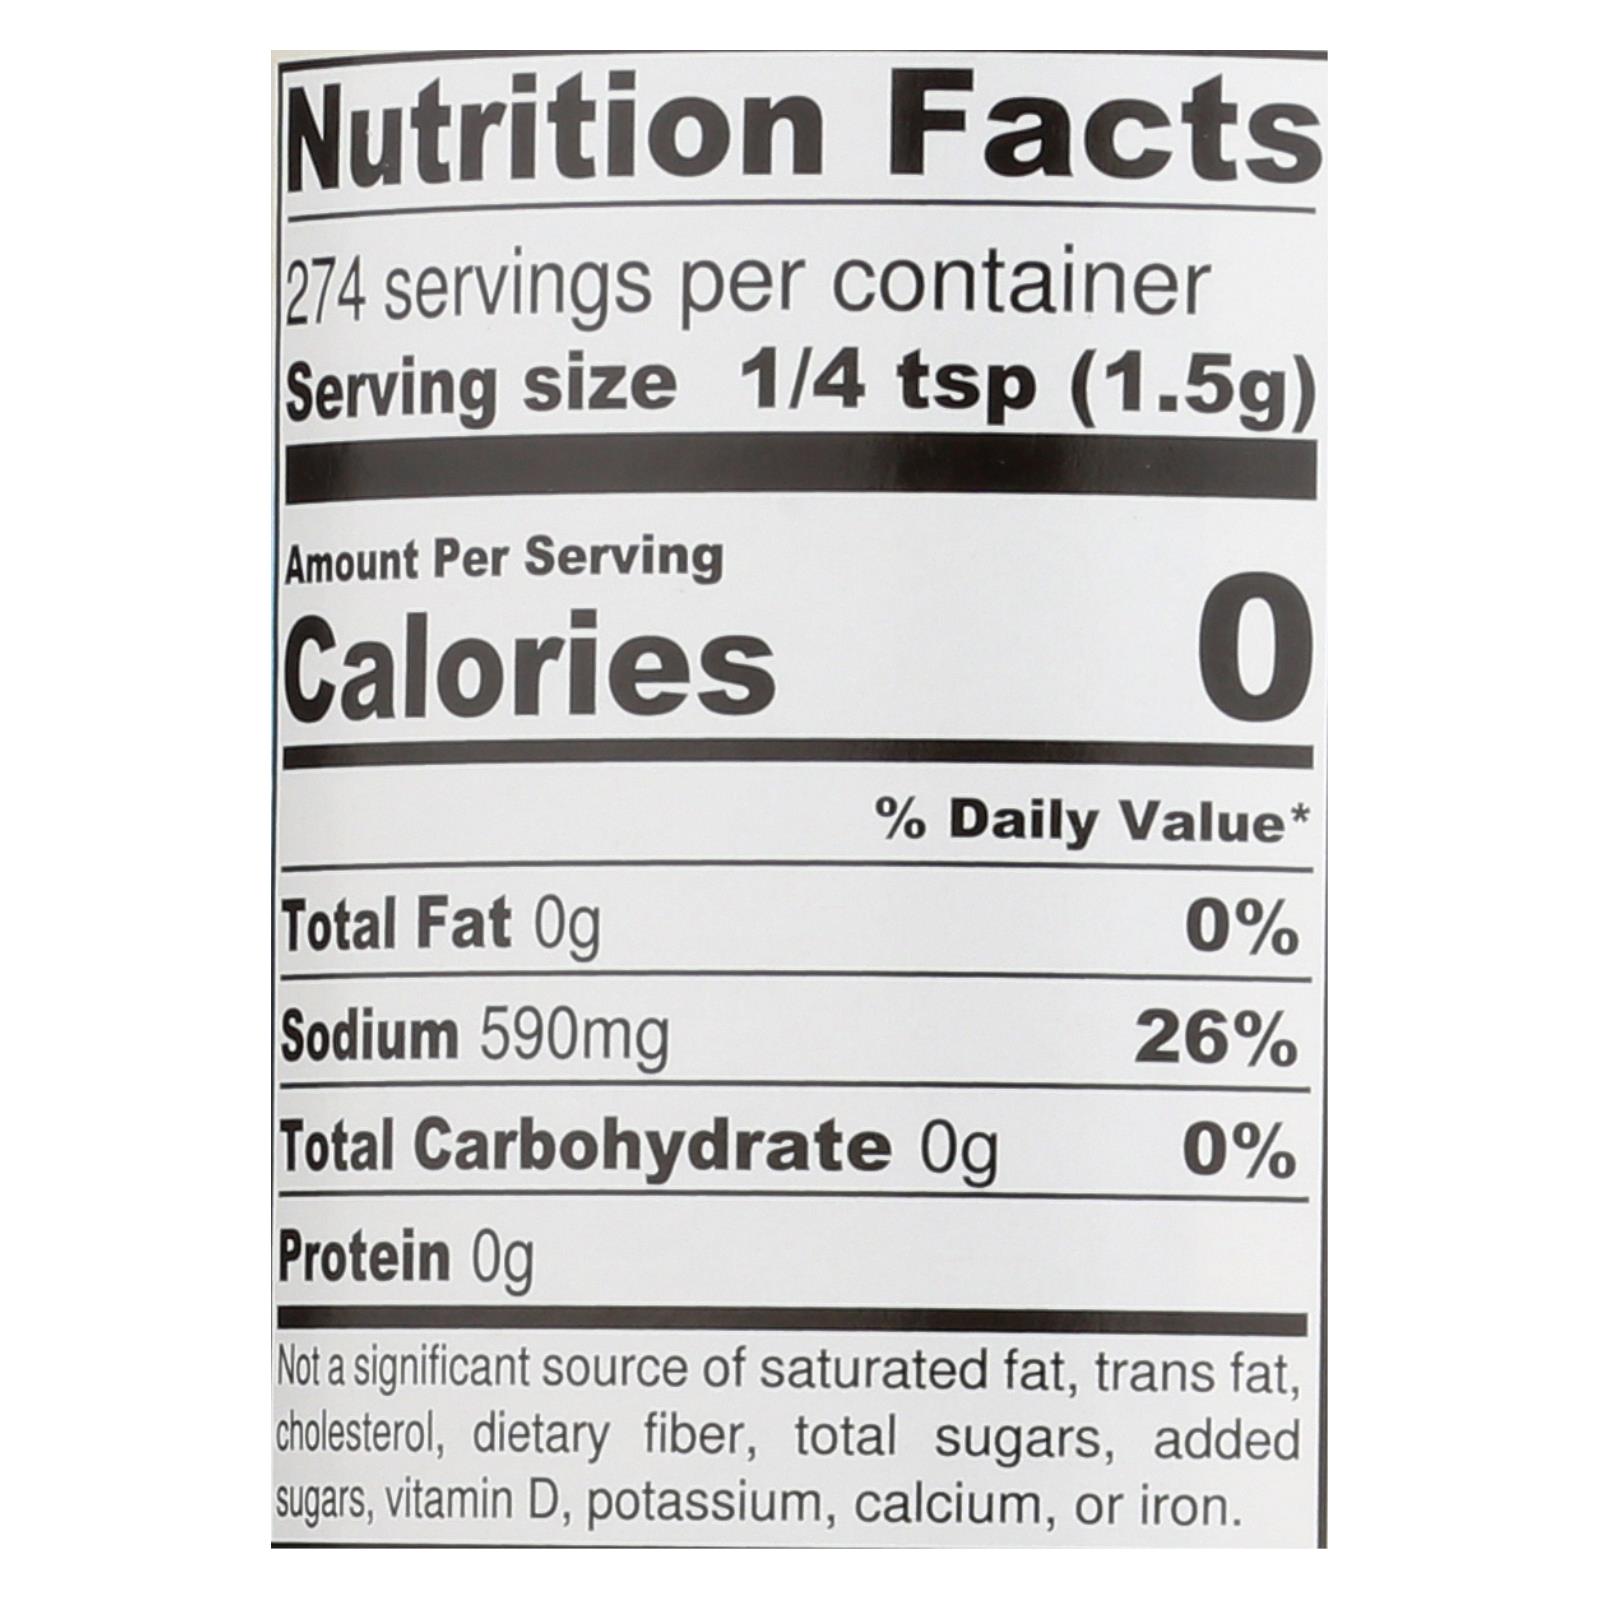 Nutrition Facts
274 servings per container
Serving size 1/4 tsp (1.5g)
Amount Per Serving
Calories 0
% Daily Value*
Total Fat 0g 0%
Sodium 590mg 26%
Total Carbohydrate 0g 0%
Protein 0g
Not a significant source of saturated fat, trans fat,
cholesterol, dietary fiber, total sugars, added
sugars, vitamin D, potassium, calcium, or iron.